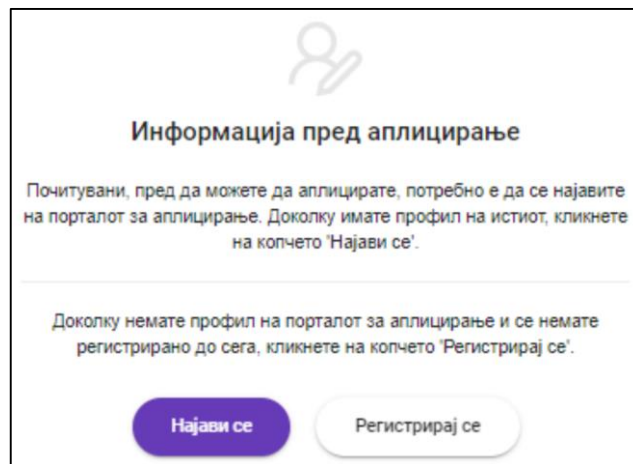 Информација пред аплицирање
Почитувани, пред да можете да аплицирате, потребно е да се најавите
на порталот за аплицирање. Доколку имате профил на истиот, кликнете
на копчето 'Најави се'.
Доколку немате профил на порталот за аплицирање и се немате
регистрирано до сега, кликнете на копчето 'Регистрирај се'.
Најави се
Регистрирај се